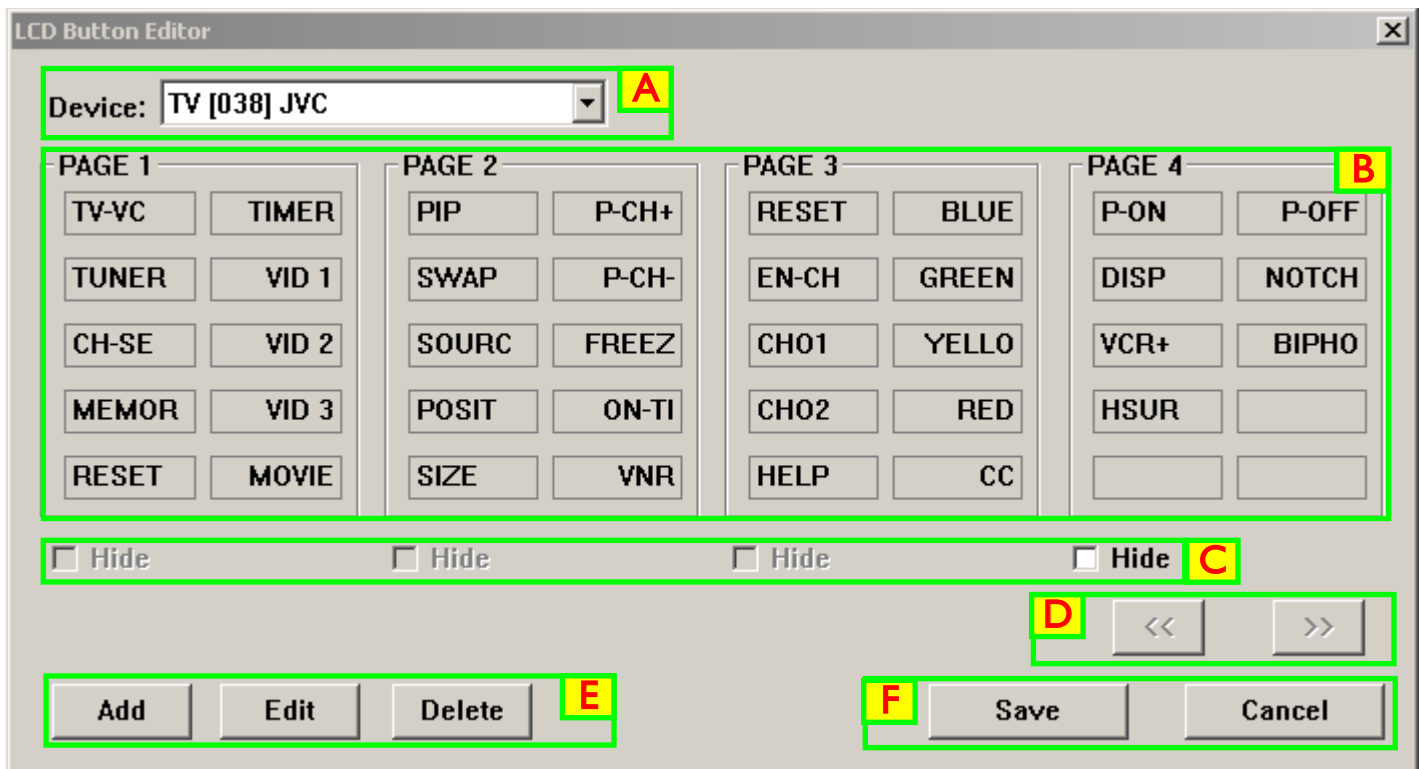 LCD Button Editor
Device: TV [038] JVC A
PAGE 1 PAGE 2 PAGE 3 PAGE 4 B
TV-VC TIMER PIP P-CH+ RESET BLUE P-ON P-OFF
TUNER VID 1 SWAP P-CH- EN-CH GREEN DISP NOTCH
CH-SE VID 2 SOURC FREEZ CHO1 YELLO VCR+ BIPHO
MEMOR VID 3 POSIT ON-TI CHO2 RED HSUR
RESET MOVIE SIZE VNR HELP CC
Hide Hide Hide Hide C
D << >>
Add Edit Delete E F Save Cancel